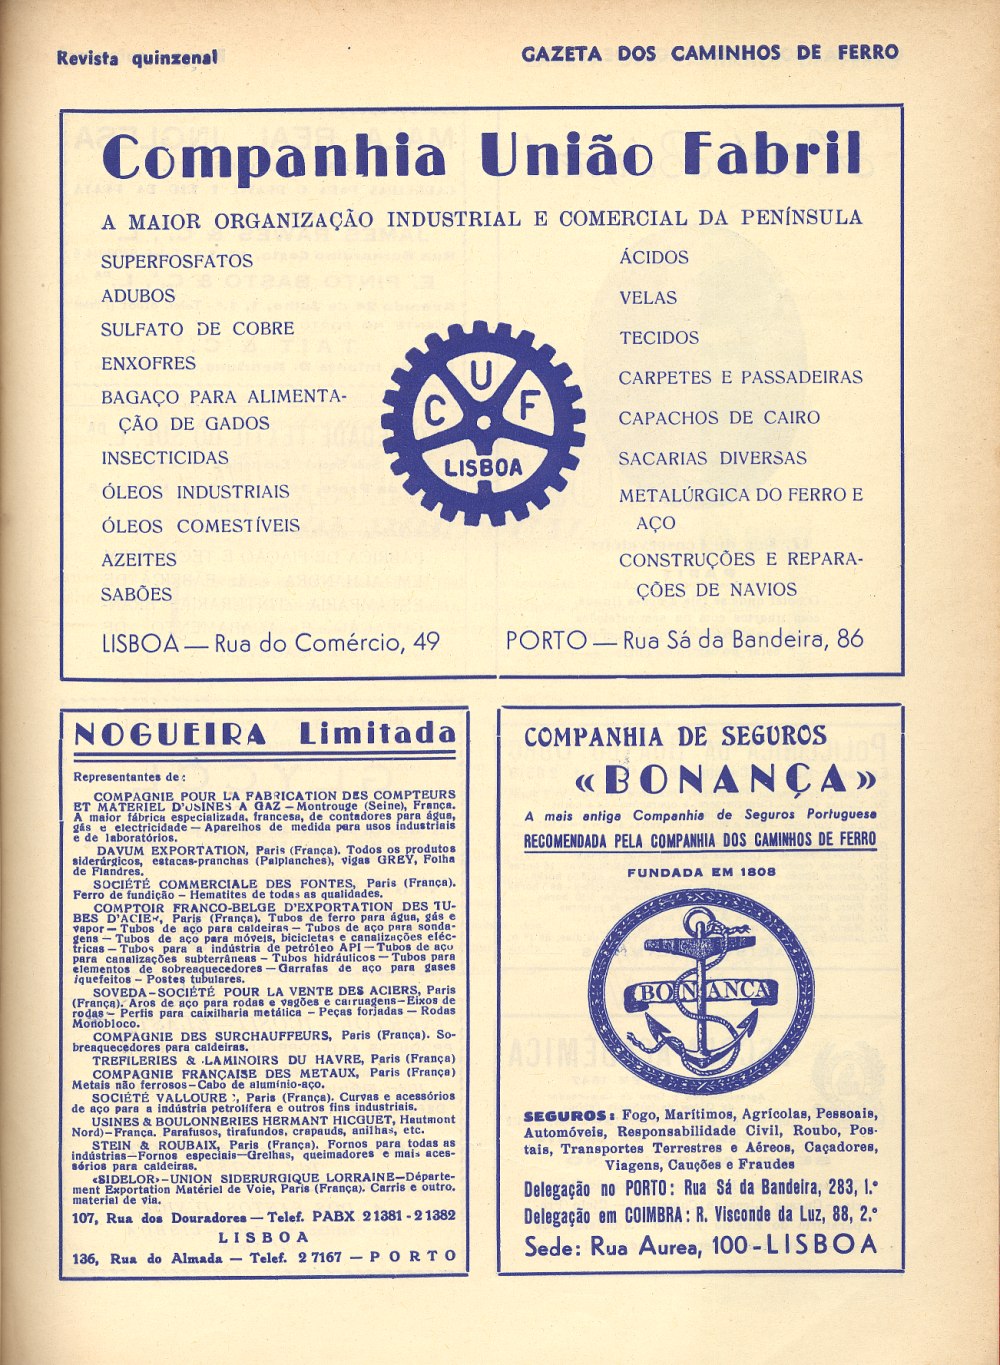 Revista quinzenal
GAZETA DOS CAMINHOS DE FERRO
Companhia União Fabril
A MAIOR ORGANIZAÇÃO INDUSTRIAL E COMERCIAL DA PENÍNSULA
SUPERFOSFATOS
ADUBOS
SULFATO DE COBRE
ENXOFRES
BAGAÇO PARA ALIMENTA-
ÇÃO DE GADOS
INSECTICIDAS
ÓLEOS INDUSTRIAIS
ÓLEOS COMESTÍVEIS
AZEITES
SABÕES
C U F
LISBOA
ÁCIDOS
VELAS
TECIDOS
CARPETES E PASSADEIRAS
CAPACHOS DE CAIRO
SACARIAS DIVERSAS
METALÚRGICA DO FERRO E
AÇO
CONSTRUÇÕES E REPARA-
ÇÕES DE NAVIOS
LISBOA — Rua do Comércio, 49
PORTO — Rua Sá da Bandeira, 86
NOGUEIRA Limitada
Representantes de:
COMPAGNIE POUR LA FABRICATION DES COMPTEURS
ET MATERIEL D'USINES A GAZ — Montrouge (Seine), França.
A maior fábrica especializada, francesa, de contadores para água,
gás e electricidade — Aparelhos de medida para usos industriais
e de laboratórios.
DAVUM EXPORTATION, Paris (França). Todos os produtos
siderúrgicos, estacas-pranchas (Palplanches), vigas GREY, Folha
de Flandres.
SOCIÉTÉ COMMERCIALE DES FONTES, Paris (França).
Ferro de fundição — Hematites de todas as qualidades.
COMPTOIR FRANCO-BELGE D'EXPORTATION DES TU-
BES D'ACIER, Paris (França). Tubos de ferro para água, gás e
vapor — Tubos de aço para caldeiras — Tubos de aço para sonda-
gens — Tubos de aço para móveis, bicicletas e canalizações eléc-
tricas — Tubos para a indústria de petróleo API — Tubos de aço
para canalizações subterrâneas — Tubos hidráulicos — Tubos para
elementos de sobreaquecedores — Garrafas de aço para gases
liquefeitos — Postes tubulares.
SOVEDA — SOCIÉTÉ POUR LA VENTE DES ACIERS, Paris
(França). Aros de aço para rodas e vagões e carruagens — Eixos de
rodas — Perfis para caixilharia metálica — Peças forjadas — Rodas
Monobloco.
COMPAGNIE DES SURCHAUFFEURS, Paris (França). So-
breaquecedores para caldeiras.
TREFILERIES & LAMINOIRS DU HAVRE, Paris (França)
COMPAGNIE FRANÇAISE DES METAUX, Paris (França)
Metais não ferrosos — Cabo de alumínio-aço.
SOCIÉTÉ VALLOURE, Paris (França). Curvas e acessórios
de aço para a indústria petrolífera e outros fins industriais.
USINES & BOULONNERIES HERMANT HICGUET, Hautmont
Nord) — França. Parafusos, tirafundos, crapauds, anilhas, etc.
STEIN & ROUBAIX, Paris (França). Fornos para todas as
indústrias — Fornos especiais — Grelhas, queimadores e mais aces-
sórios para caldeiras.
«SIDELOR» — UNION SIDERURGIQUE LORRAINE — Départe-
ment Exportation Matériel de Voie, Paris (França). Carris e outro.
material de via.
107, Rua dos Douradores — Telef. PABX 21381 - 21382
LISBOA
136, Rua do Almada — Telef. 27167 — PORTO
COMPANHIA DE SEGUROS
«BONANÇA»
A mais antiga Companhia de Seguros Portuguesa
RECOMENDADA PELA COMPANHIA DOS CAMINHOS DE FERRO
FUNDADA EM 1808
BONANCA
SEGUROS: Fogo, Marítimos, Agrícolas, Pessoais,
Automóveis, Responsabilidade Civil, Roubo, Pos-
tais, Transportes Terrestres e Aéreos, Caçadores,
Viagens, Cauções e Fraudes
Delegação no PORTO: Rua Sá da Bandeira, 283, 1.º
Delegação em COIMBRA: R. Visconde da Luz, 88, 2.º
Sede: Rua Aurea, 100 - LISBOA